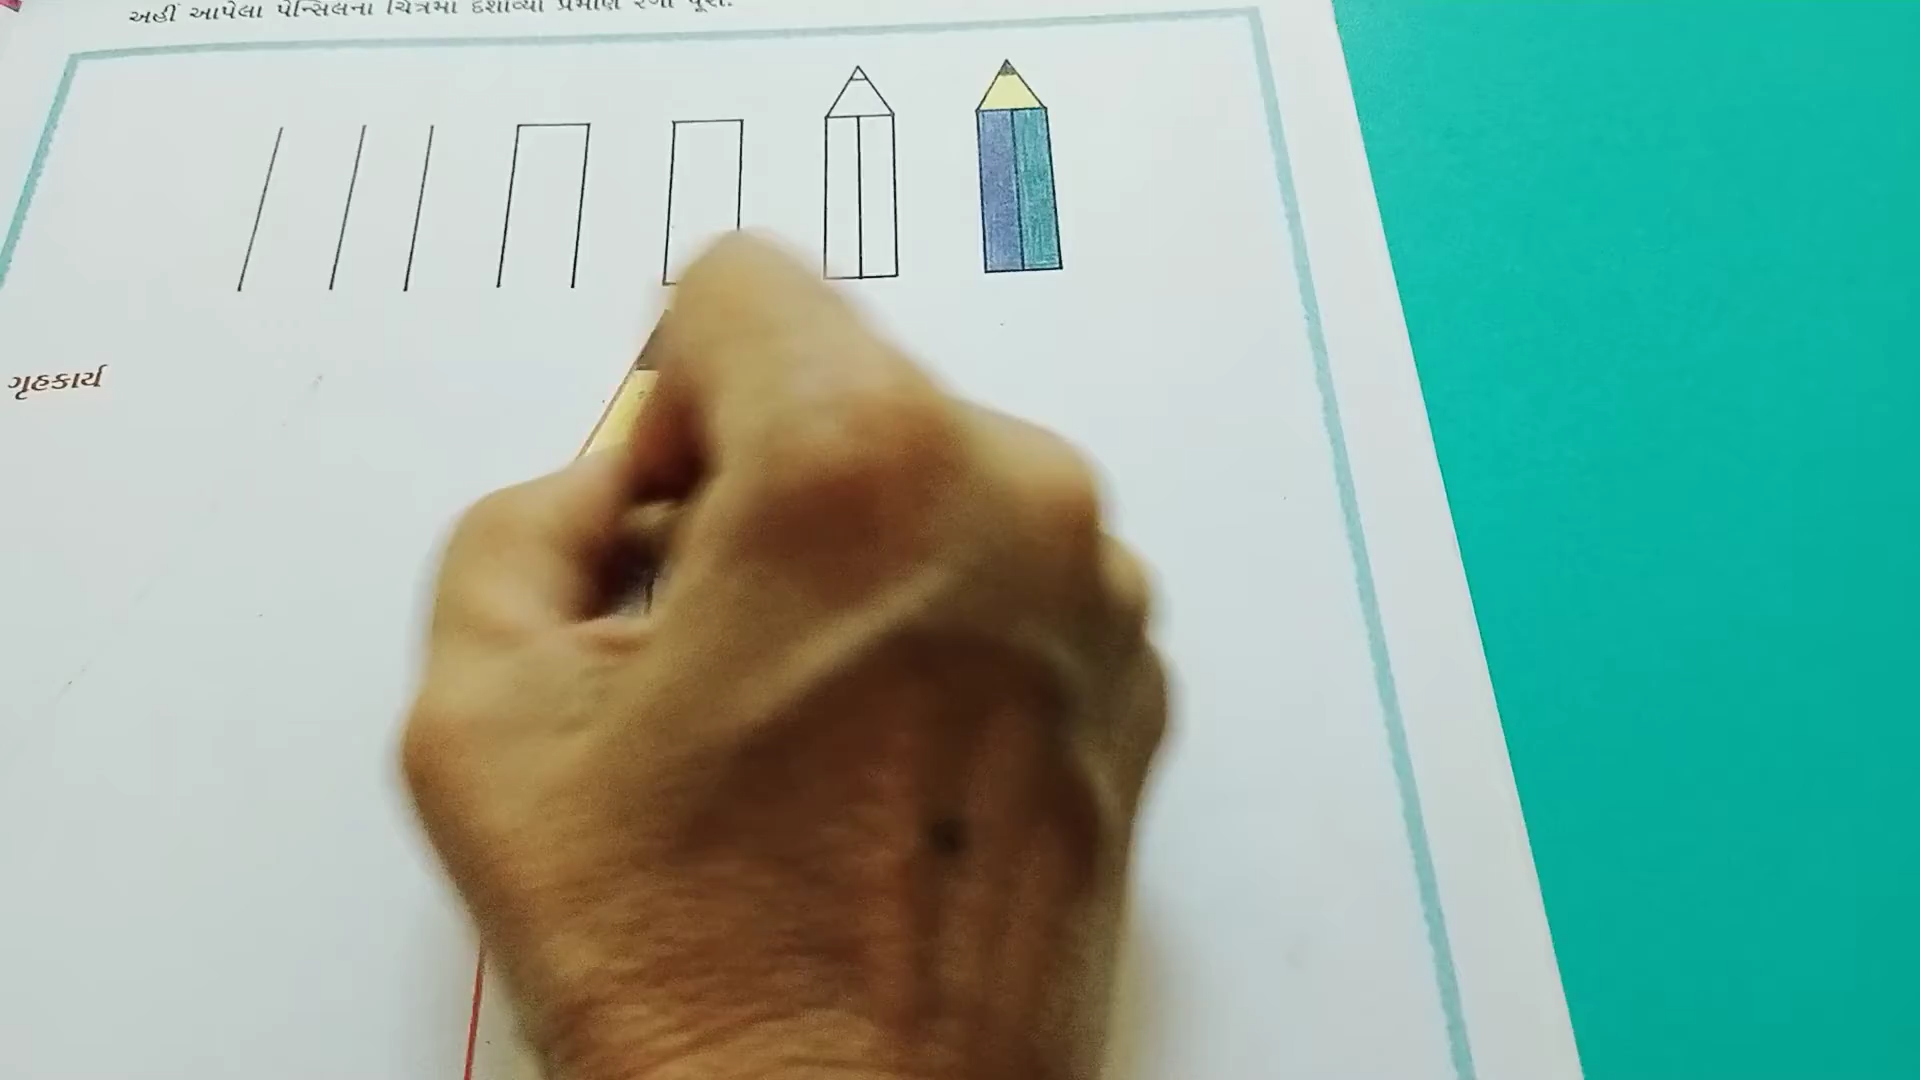 અહીં આપેલા પેન્સિલના ચિત્રમાં દર્શાવ્યા પ્રમાણે રંગો પૂરો.
ગૃહકાર્ય